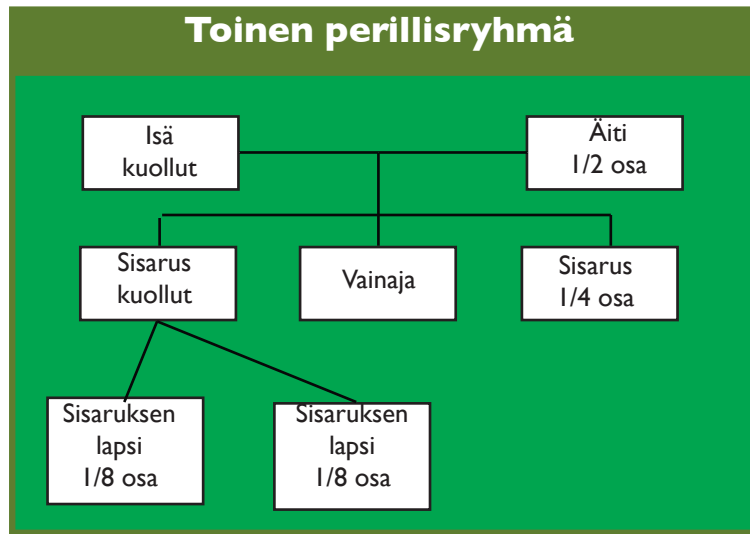 Toinen perillisryhmä
Isä
kuollut
Äiti
1/2 osa
Sisarus
kuollut
Vainaja
Sisarus
1/4 osa
Sisaruksen
lapsi
1/8 osa
Sisaruksen
lapsi
1/8 osa